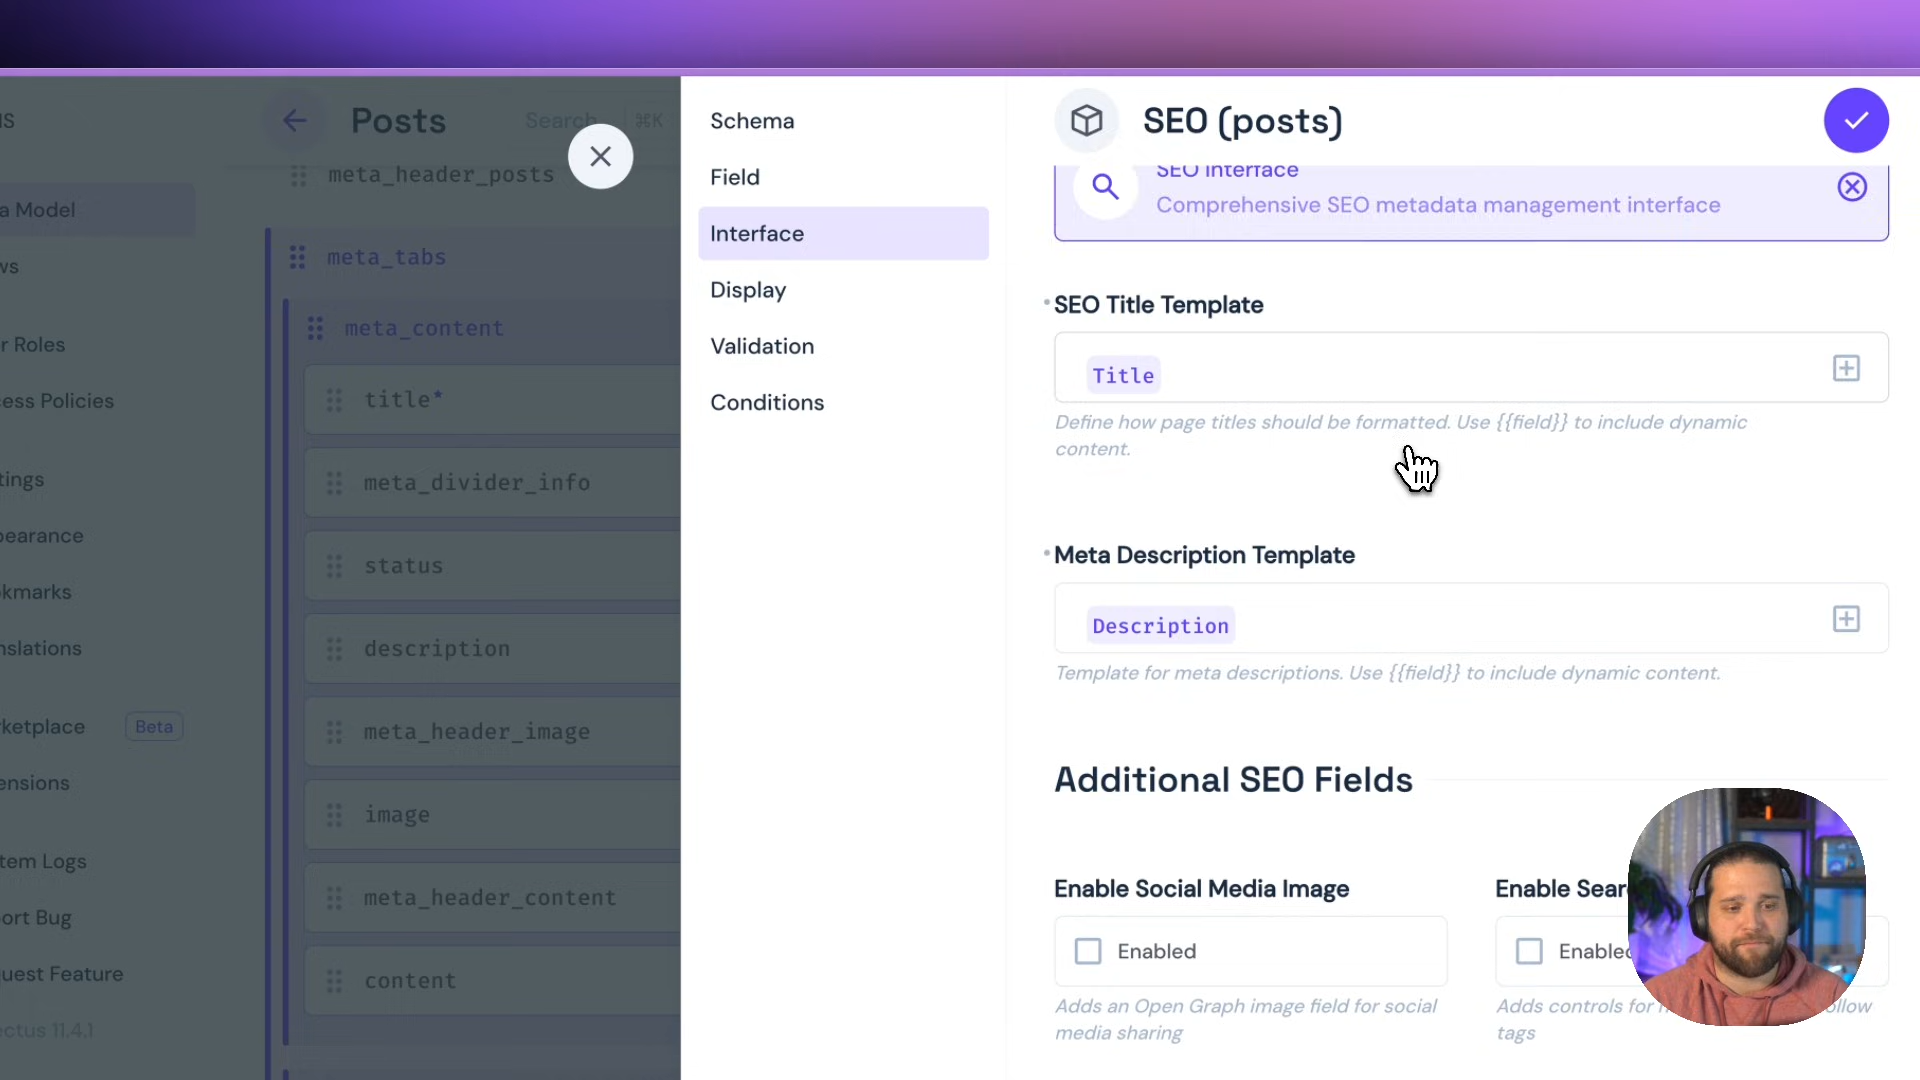 Posts
Search
⌘K
meta_header_posts
a Model
meta_tabs
meta_content
r Roles
title*
ess Policies
meta_divider_info
tings
pearance
status
kmarks
description
nslations
meta_header_image
ketplace
Beta
ensions
image
tem Logs
meta_header_content
ort Bug
content
uest Feature
ectus 11.4.1
Schema
Field
Interface
Display
Validation
Conditions
SEO (posts)
SEO Interface
Comprehensive SEO metadata management interface
SEO Title Template
Title
Define how page titles should be formatted. Use {{field}} to include dynamic
content.
Meta Description Template
Description
Template for meta descriptions. Use {{field}} to include dynamic content.
Additional SEO Fields
Enable Social Media Image
Enabled
Adds an Open Graph image field for social
media sharing
Enable Sear
Enabled
Adds controls for
ollow
tags